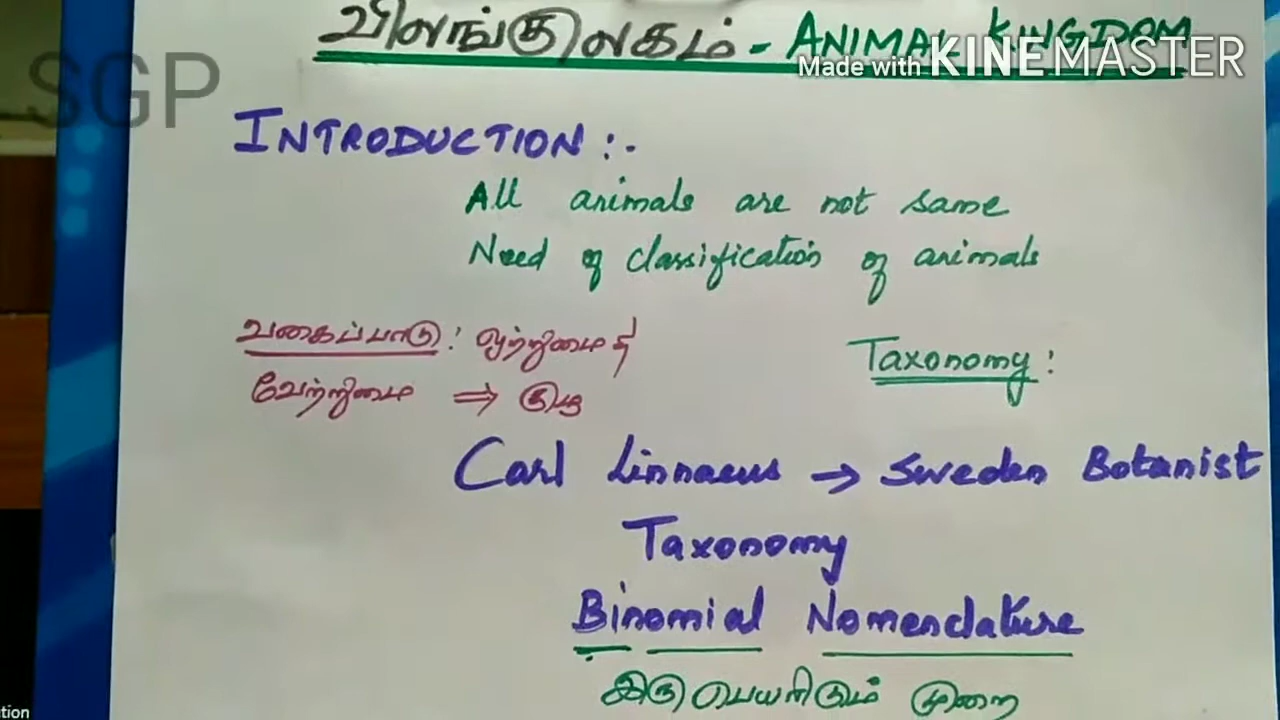 விலங்குலகம் - ANIMAL KINGDOM
Made with KINEMASTER
SGP
INTRODUCTION :-
All animals are not same
Need of classification of animals
வகைப்பாடு : ஒற்றுமை
Taxonomy :
வேற்றுமை ⇒ குழு
Carl Linnaeus → Sweden Botanist
Taxonomy
Binomial Nomenclature
இரு பெயரிடும் முறை
tion